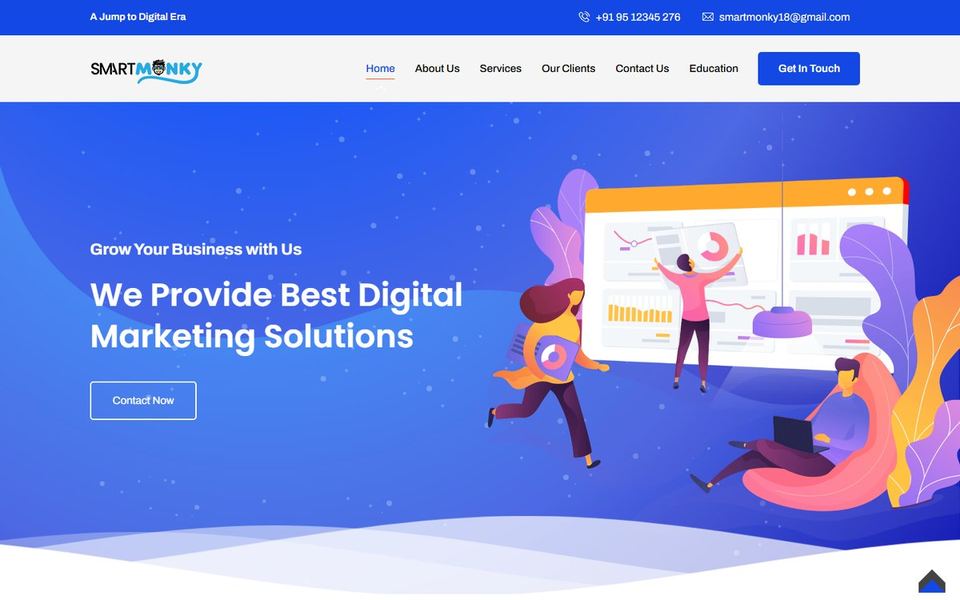 A Jump to Digital Era
+91 95 12345 276
smartmonky18@gmail.com
SMARTMONKY
Home
About Us
Services
Our Clients
Contact Us
Education
Get In Touch
Grow Your Business with Us
We Provide Best Digital
Marketing Solutions
Contact Now